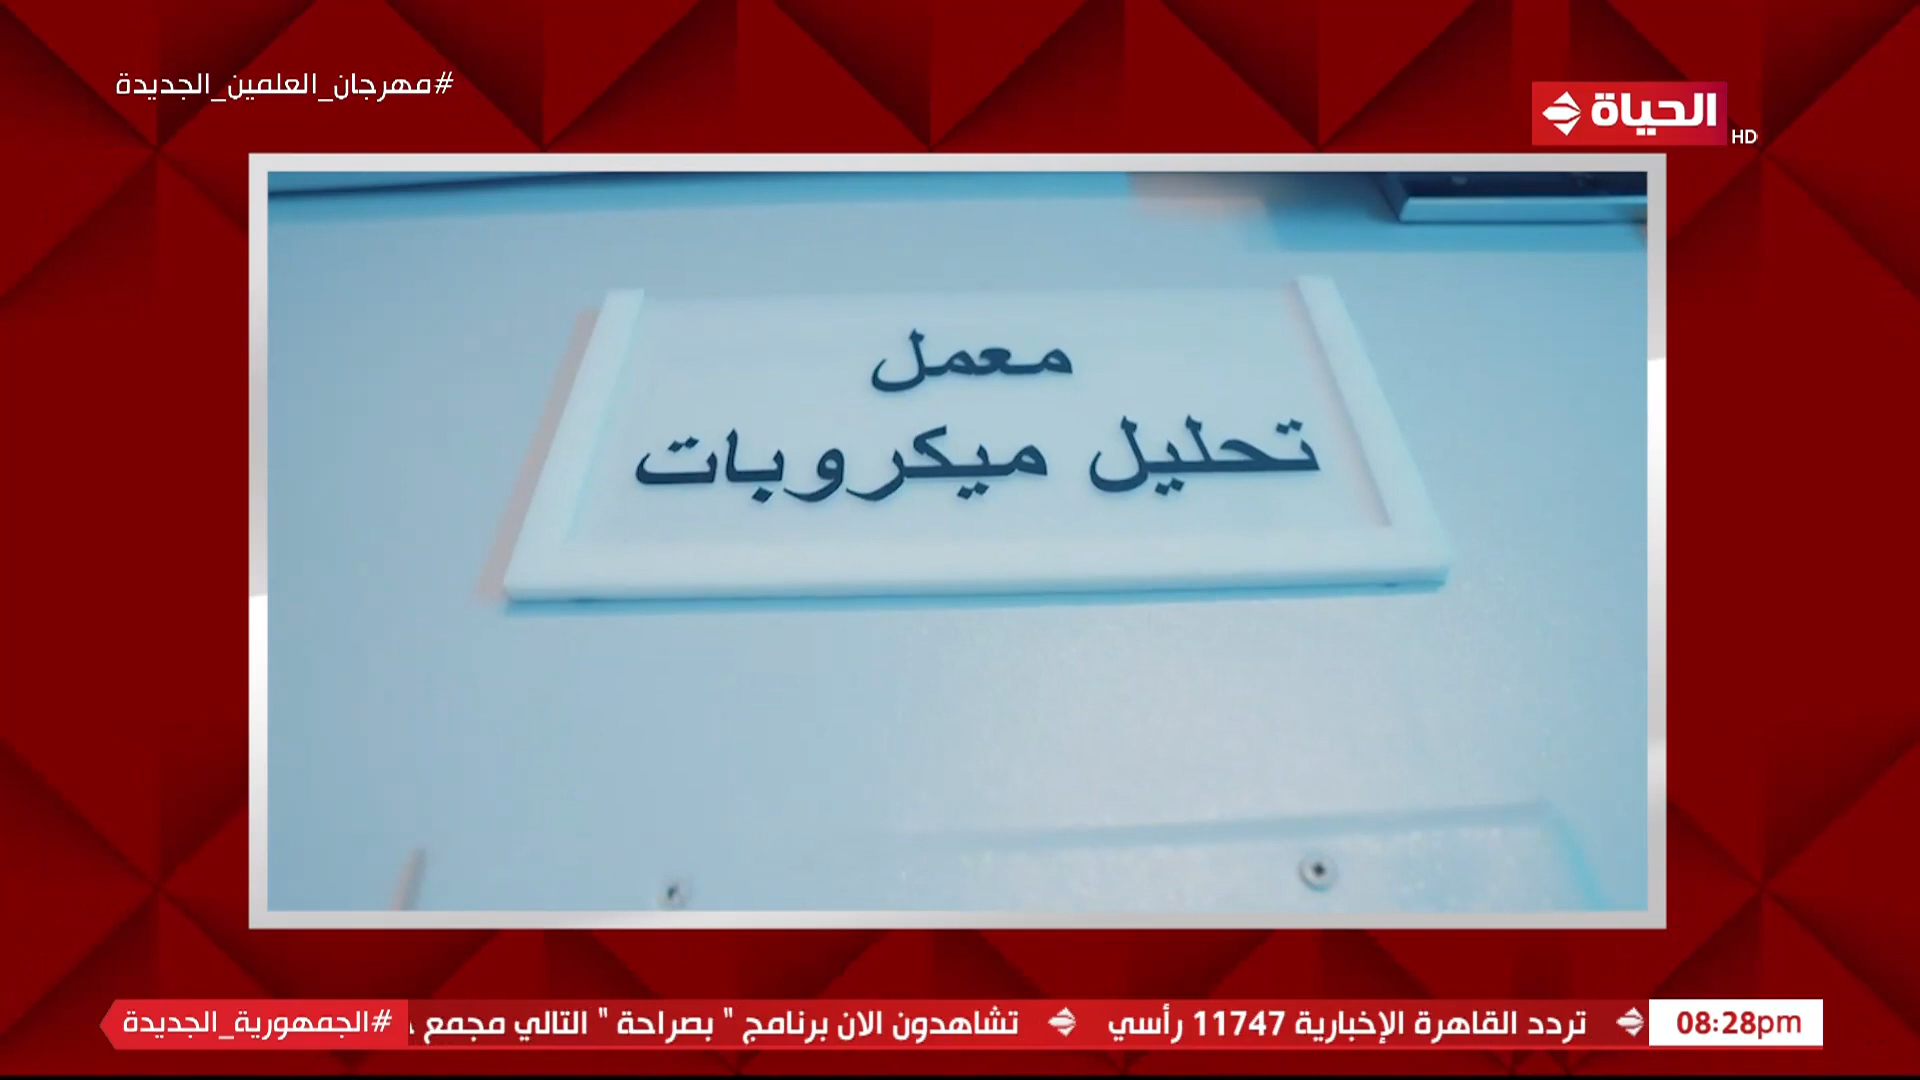 #مهرجان_العلمين_الجديدة
الحياة
HD
معمل
تحليل ميكروبات
08:28pm
تردد القاهرة الإخبارية 11747 رأسي
تشاهدون الان برنامج " بصراحة " التالي مجمع
#الجمهورية_الجديدة